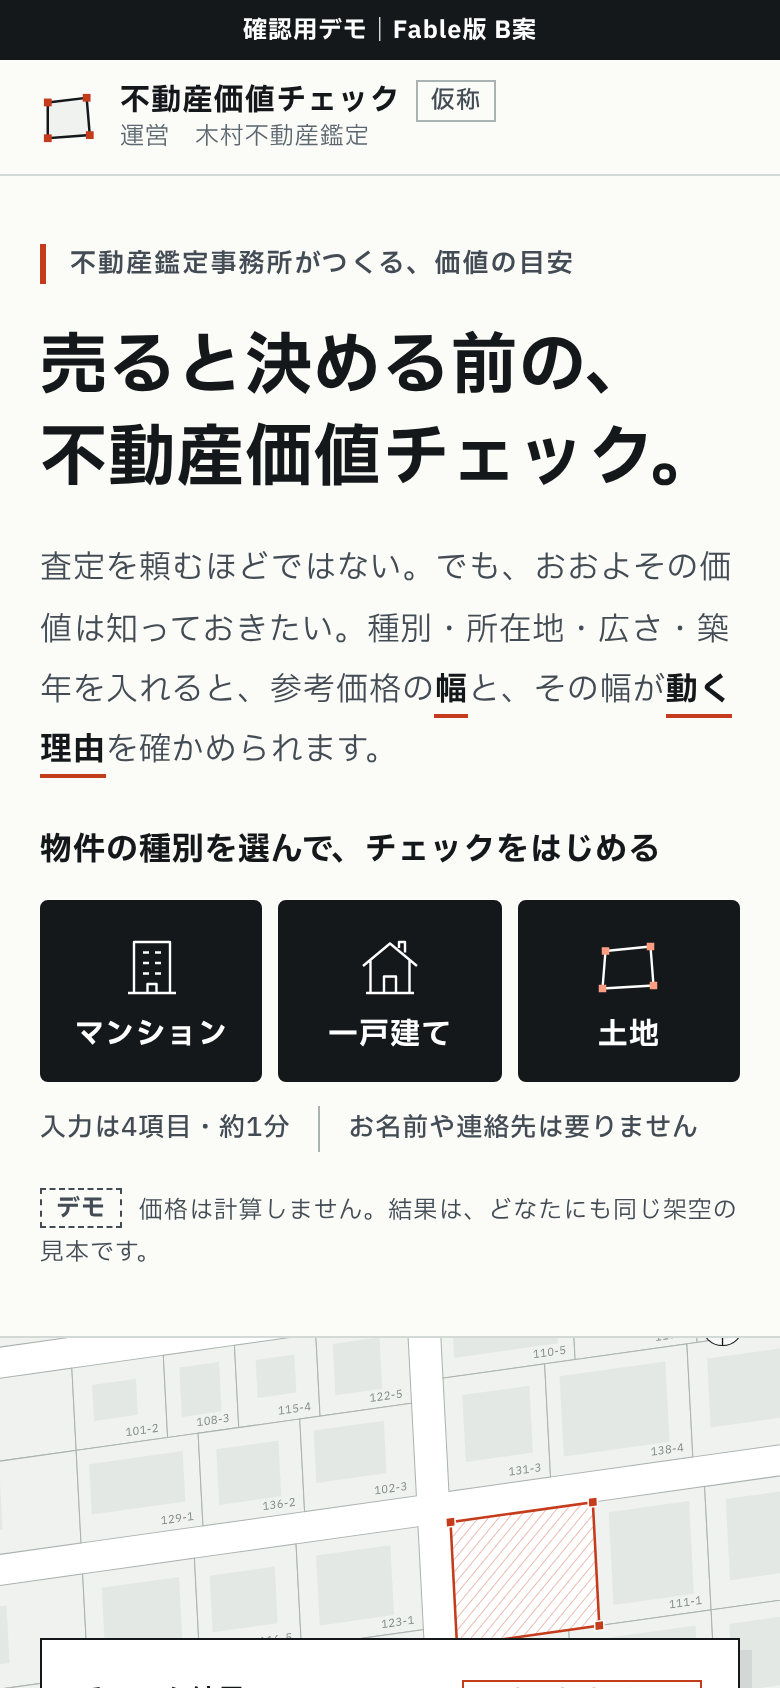 確認用デモ｜Fable版 B案
不動産価値チェック 仮称
運営 木村不動産鑑定
不動産鑑定事務所がつくる、価値の目安
売ると決める前の、
不動産価値チェック。
査定を頼むほどではない。でも、おおよその価
値は知っておきたい。種別・所在地・広さ・築
年を入れると、参考価格の幅と、その幅が動く
理由を確かめられます。
物件の種別を選んで、チェックをはじめる
マンション 一戸建て 土地
入力は4項目・約1分 お名前や連絡先は要りません
デモ 価格は計算しません。結果は、どなたにも同じ架空の
見本です。
110-5
122-5
101-2 108-3 115-4
138-4
131-3
102-3
136-2
129-1
111-1
123-1